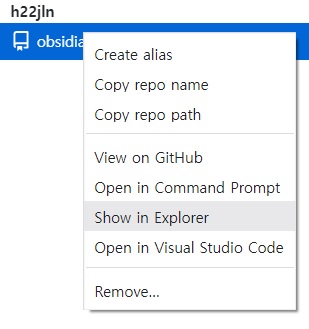 h22jln
obsidia
Create alias
Copy repo name
Copy repo path
View on GitHub
Open in Command Prompt
Show in Explorer
Open in Visual Studio Code
Remove...